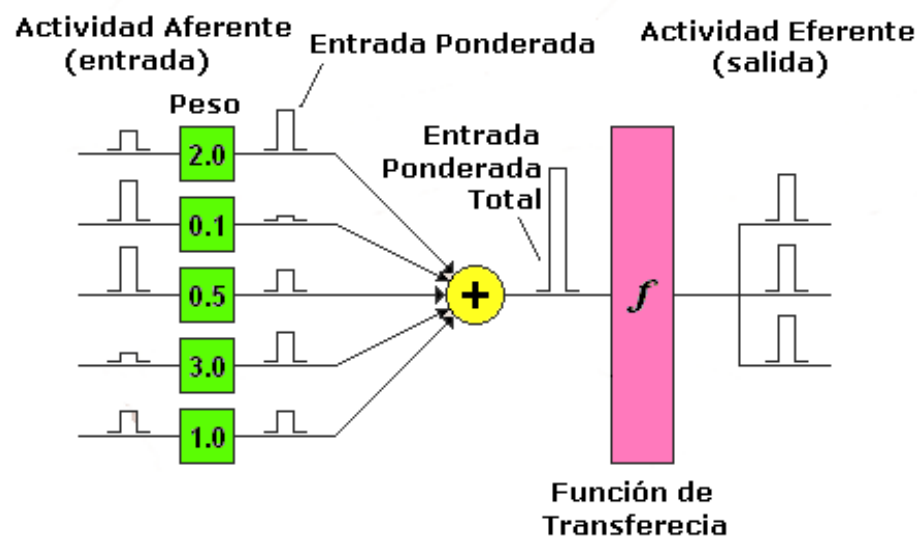 Actividad Aferente
(entrada)
Entrada Ponderada
Actividad Eferente
(salida)
Peso
2.0
0.1
0.5
3.0
1.0
Entrada
Ponderada
Total
+
f
Función de
Transferecia